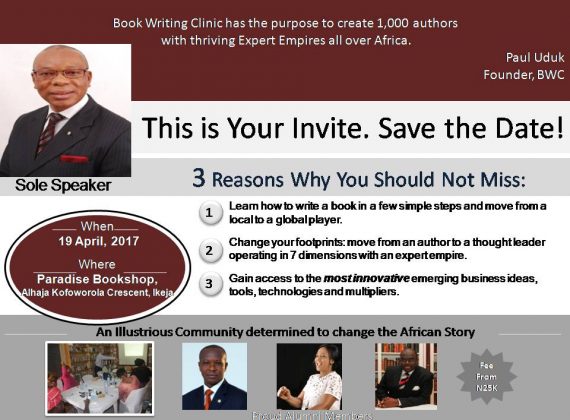 Book Writing Clinic has the purpose to create 1,000 authors
with thriving Expert Empires all over Africa.
Paul Uduk
Founder, BWC
This is Your Invite. Save the Date!
Sole Speaker
3 Reasons Why You Should Not Miss:
1 Learn how to write a book in a few simple steps and move from a
local to a global player.
When
19 April, 2017
Where
Paradise Bookshop,
Alhaja Kofoworola Crescent, Ikeja
2 Change your footprints: move from an author to a thought leader
operating in 7 dimensions with an expert empire.
3 Gain access to the most innovative emerging business ideas,
tools, technologies and multipliers.
An Illustrious Community determined to change the African Story
Fee
From
N25K
Proud Alumni Members